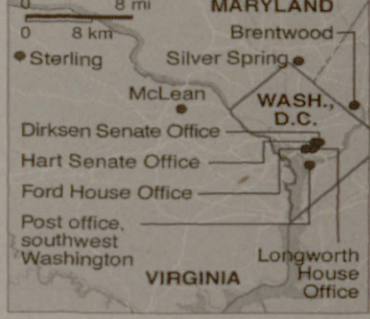 0 8 mi
MARYLAND
0 8 km
Brentwood
Sterling
Silver Spring
McLean
WASH.,
D.C.
Dirksen Senate Office
Hart Senate Office
Ford House Office
Post office,
southwest
Washington
Longworth
House
Office
VIRGINIA